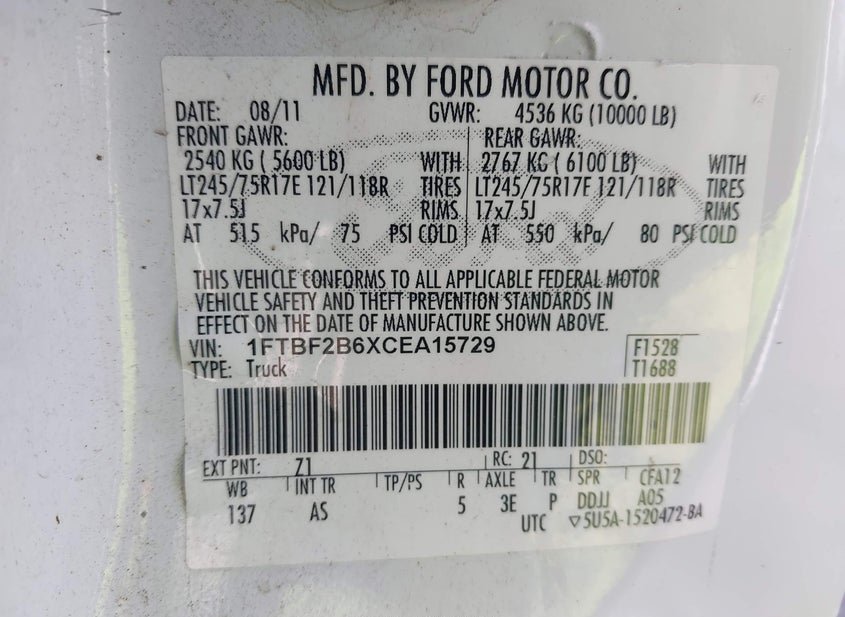 MFD. BY FORD MOTOR CO.
DATE: 08/11 GVWR: 4536 KG (10000 LB)
FRONT GAWR: REAR GAWR:
2540 KG ( 5600 LB) WITH 2767 KG ( 6100 LB) WITH
LT245/75R17E 121/118R TIRES LT245/75R17E 121/118R TIRES
17x7.5J RIMS 17x7.5J RIMS
AT 515 kPa/ 75 PSI COLD AT 550 kPa/ 80 PSI COLD
THIS VEHICLE CONFORMS TO ALL APPLICABLE FEDERAL MOTOR
VEHICLE SAFETY AND THEFT PREVENTION STANDARDS IN
EFFECT ON THE DATE OF MANUFACTURE SHOWN ABOVE.
VIN: 1FTBF2B6XCEA15729 F1528
TYPE: Truck T1688
EXT PNT: Z1 RC: 21 DSO:
WB INT TR TP/PS R AXLE TR SPR CFA12
137 AS 5 3E P DDJJ A05
UTC ▽5U5A-1520472-BA